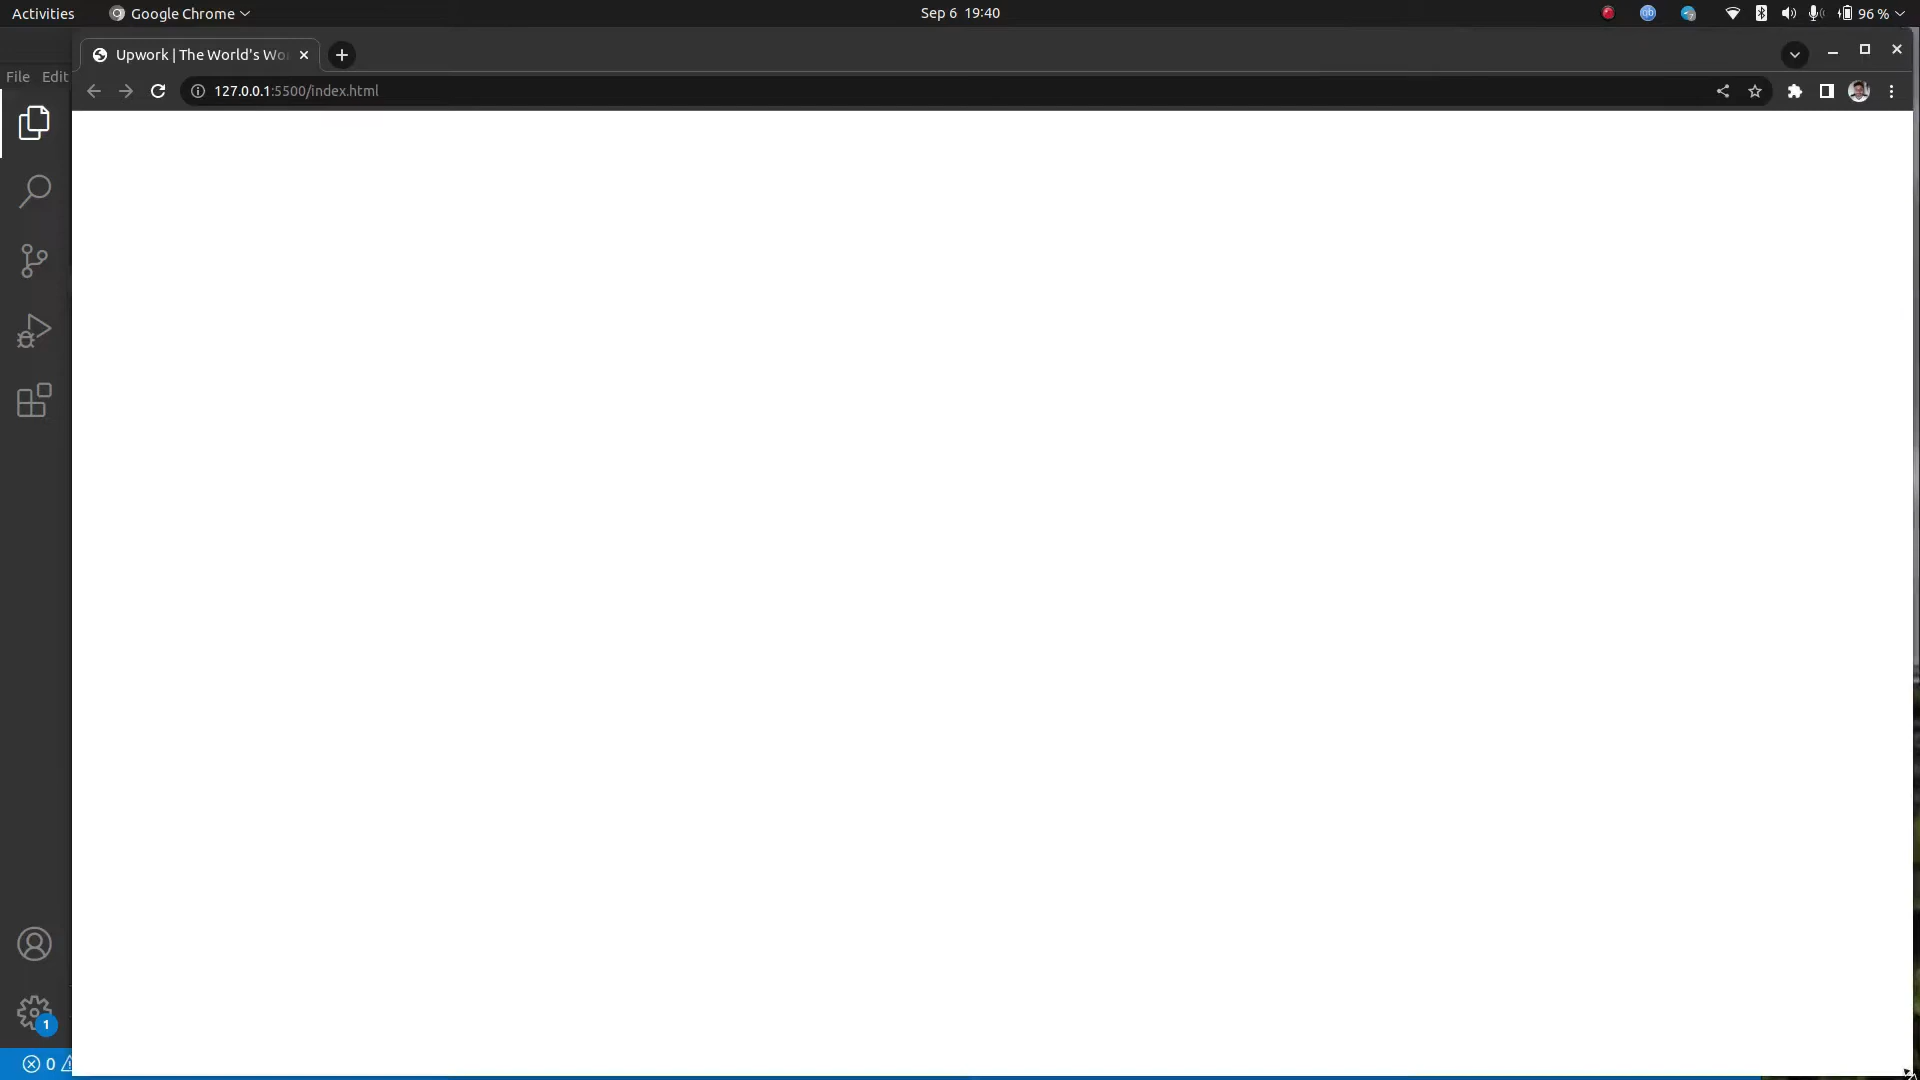 Activities
Google Chrome
Sep 6 19:40
96 %
Upwork | The World's Wo
File Edit
127.0.0.1:5500/index.html
1
0